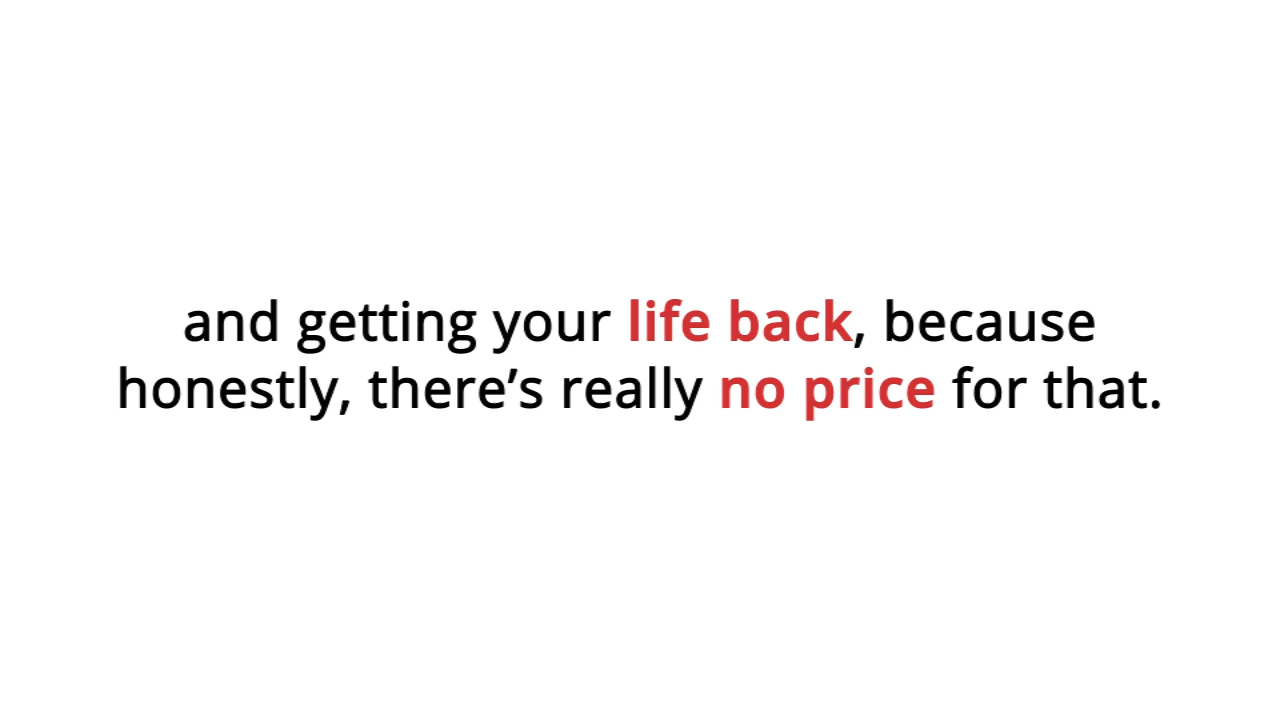 and getting your life back, because
honestly, there’s really no price for that.